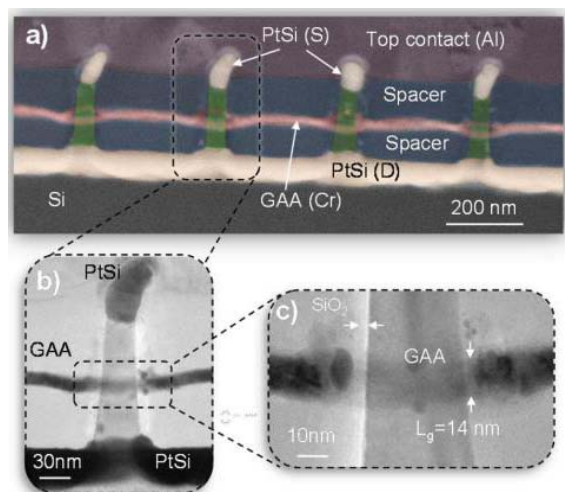 a)
PtSi (S)
Top contact (Al)
Spacer
Spacer
PtSi (D)
GAA (Cr)
Si
200 nm
b)
PtSi
GAA
30nm
PtSi
c)
SiO₂
GAA
Lg=14 nm
10nm